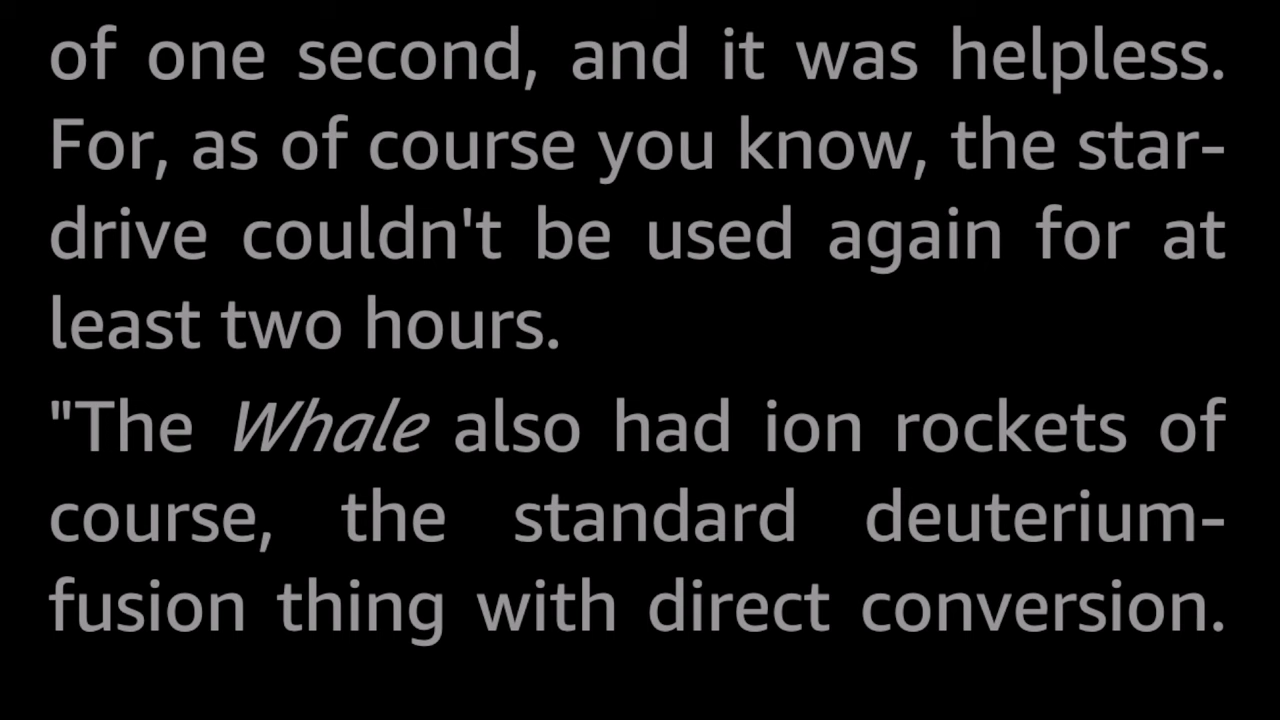 of one second, and it was helpless.
For, as of course you know, the star-
drive couldn't be used again for at
least two hours.
"The Whale also had ion rockets of
course, the standard deuterium-
fusion thing with direct conversion.